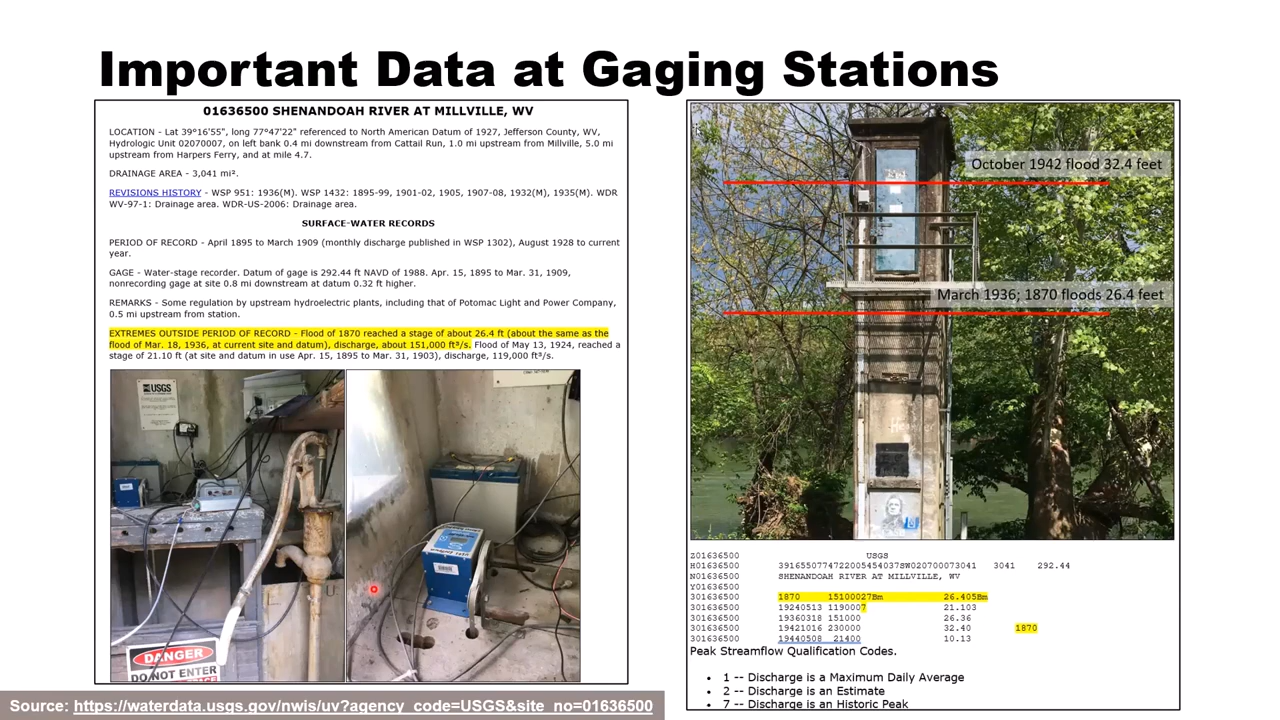 Important Data at Gaging Stations
01636500 SHENANDOAH RIVER AT MILLVILLE, WV
LOCATION - Lat 39°16'55", long 77°47'22" referenced to North American Datum of 1927, Jefferson County, WV,
Hydrologic Unit 02070007, on left bank 0.4 mi downstream from Cattail Run, 1.0 mi upstream from Millville, 5.0 mi
upstream from Harpers Ferry, and at mile 4.7.
DRAINAGE AREA - 3,041 mi².
REVISIONS HISTORY - WSP 951: 1936(M). WSP 1432: 1895-99, 1901-02, 1905, 1907-08, 1932(M), 1935(M). WDR
WV-97-1: Drainage area. WDR-US-2006: Drainage area.
SURFACE-WATER RECORDS
PERIOD OF RECORD - April 1895 to March 1909 (monthly discharge published in WSP 1302), August 1928 to current
year.
GAGE - Water-stage recorder. Datum of gage is 292.44 ft NAVD of 1988. Apr. 15, 1895 to Mar. 31, 1909,
nonrecording gage at site 0.8 mi downstream at datum 0.32 ft higher.
REMARKS - Some regulation by upstream hydroelectric plants, including that of Potomac Light and Power Company,
0.5 mi upstream from station.
EXTREMES OUTSIDE PERIOD OF RECORD - Flood of 1870 reached a stage of about 26.4 ft (about the same as the
flood of Mar. 18, 1936, at current site and datum), discharge, about 151,000 ft³/s. Flood of May 13, 1924, reached a
stage of 21.10 ft (at site and datum in use Apr. 15, 1895 to Mar. 31, 1903), discharge, 119,000 ft³/s.
USGS
DANGER
DO NOT ENTER
October 1942 flood 32.4 feet
March 1936; 1870 floods 26.4 feet
Z01636500 USGS
H01636500 3916550774722005454037SW020700073041 3041 292.44
N01636500 SHENANDOAH RIVER AT MILLVILLE, WV
Y01636500
301636500 1870 15100027Bm 26.405Bm
301636500 19240513 1190007 21.103
301636500 19360318 151000 26.36
301636500 19421016 230000 32.40 1870
301636500 19440508 21400 10.13
Peak Streamflow Qualification Codes.
• 1 -- Discharge is a Maximum Daily Average
• 2 -- Discharge is an Estimate
• 7 -- Discharge is an Historic Peak
Source: https://waterdata.usgs.gov/nwis/uv?agency_code=USGS&site_no=01636500